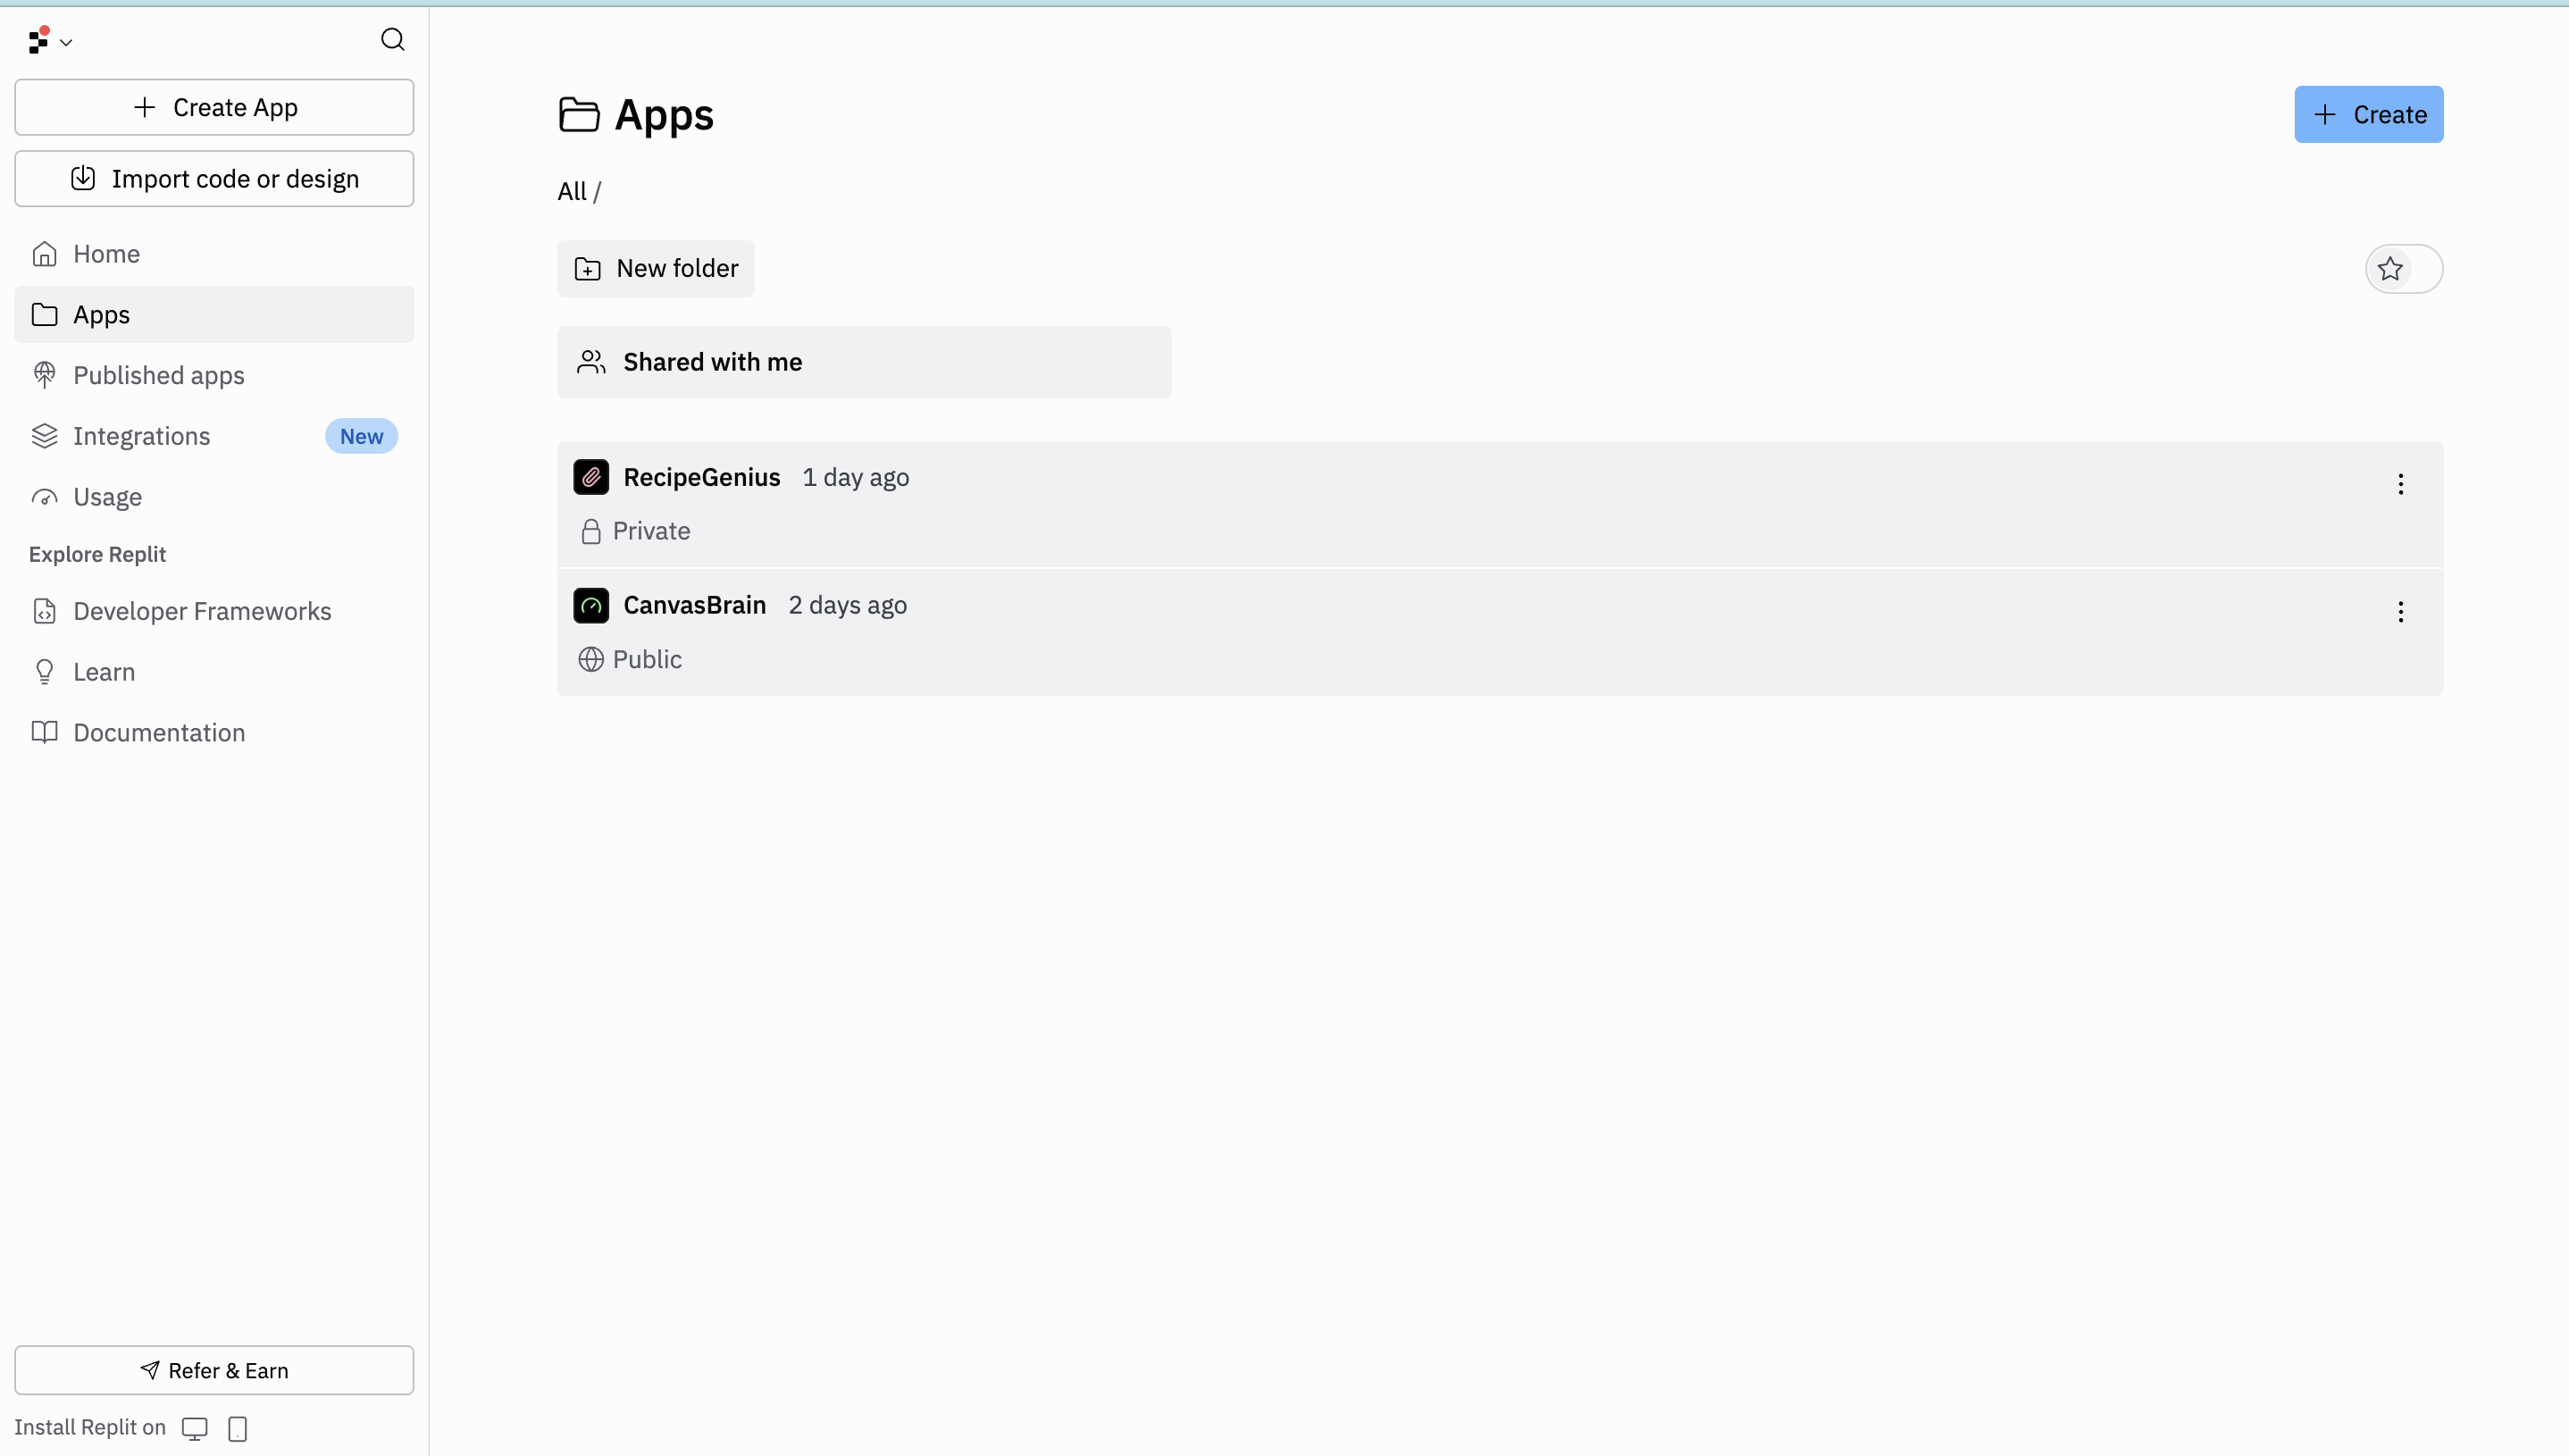 Create App
Import code or design
Home
Apps
Published apps
Integrations New
Usage
Explore Replit
Developer Frameworks
Learn
Documentation
Refer & Earn
Install Replit on
Apps
Create
All /
New folder
Shared with me
RecipeGenius 1 day ago
Private
CanvasBrain 2 days ago
Public